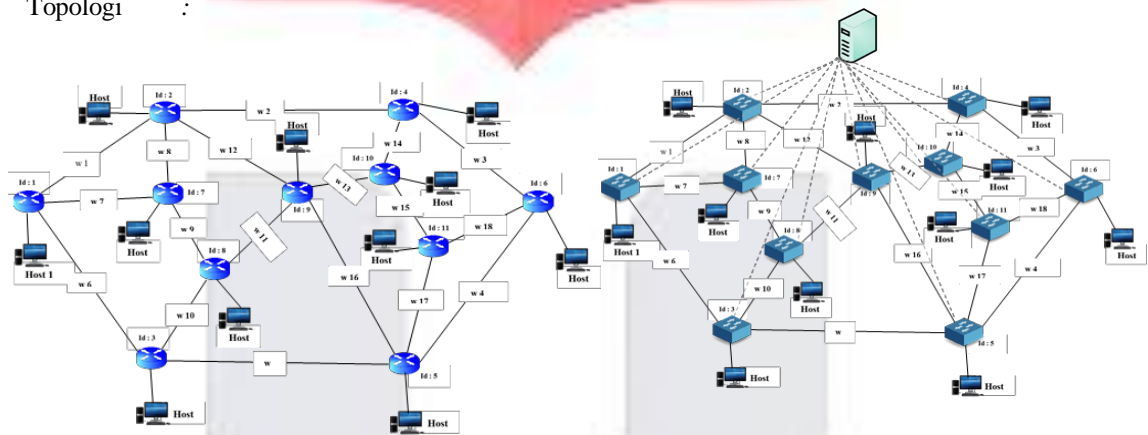 Topologi :
Host
Id : 2
Id : 4
w 2
Host
Host
w 1
w 8
w 12
w 14
w 3
Id : 10
Id : 1
Id : 7
w 13
Id : 6
w 7
Host
w 15
Id : 9
Host
Id : 11
w 9
w 11
Host
w 18
Host 1
Id : 8
w 6
w 16
w 17
w 4
Host
w 10
Host
Id : 3
w
Id : 5
Host
Host
Id : 2
Id : 4
Host
w 2
Host
Host
w 1
w 8
w 12
w 14
w 3
Id : 10
Id : 1
Id : 7
w 13
Host
Id : 6
w 7
w 15
Id : 9
Id : 11
w 18
Host
w 9
w 11
Host
Host 1
Id : 8
Host
w 6
w 16
w 17
w 4
w 10
Host
Id : 3
w
Id : 5
Host
Host